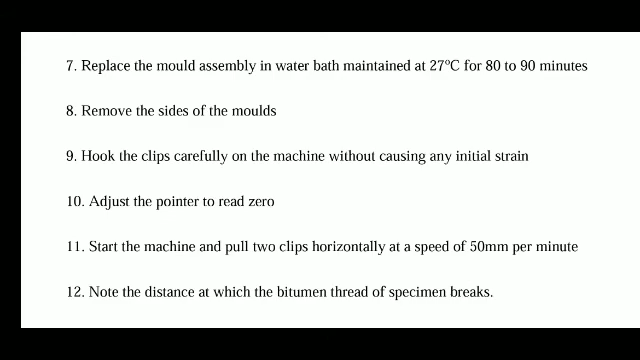 7. Replace the mould assembly in water bath maintained at 27ºC for 80 to 90 minutes
8. Remove the sides of the moulds
9. Hook the clips carefully on the machine without causing any initial strain
10. Adjust the pointer to read zero
11. Start the machine and pull two clips horizontally at a speed of 50mm per minute
12. Note the distance at which the bitumen thread of specimen breaks.